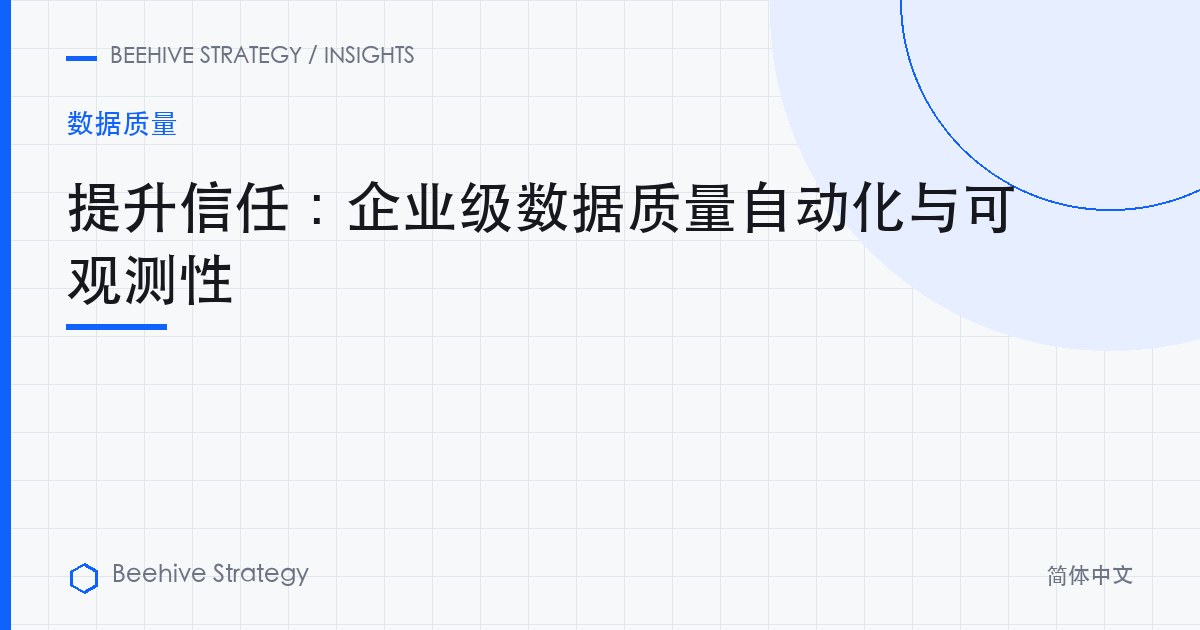 BEEHIVE STRATEGY / INSIGHTS
数据质量
提升信任：企业级数据质量自动化与可
观测性
Beehive Strategy
简体中文